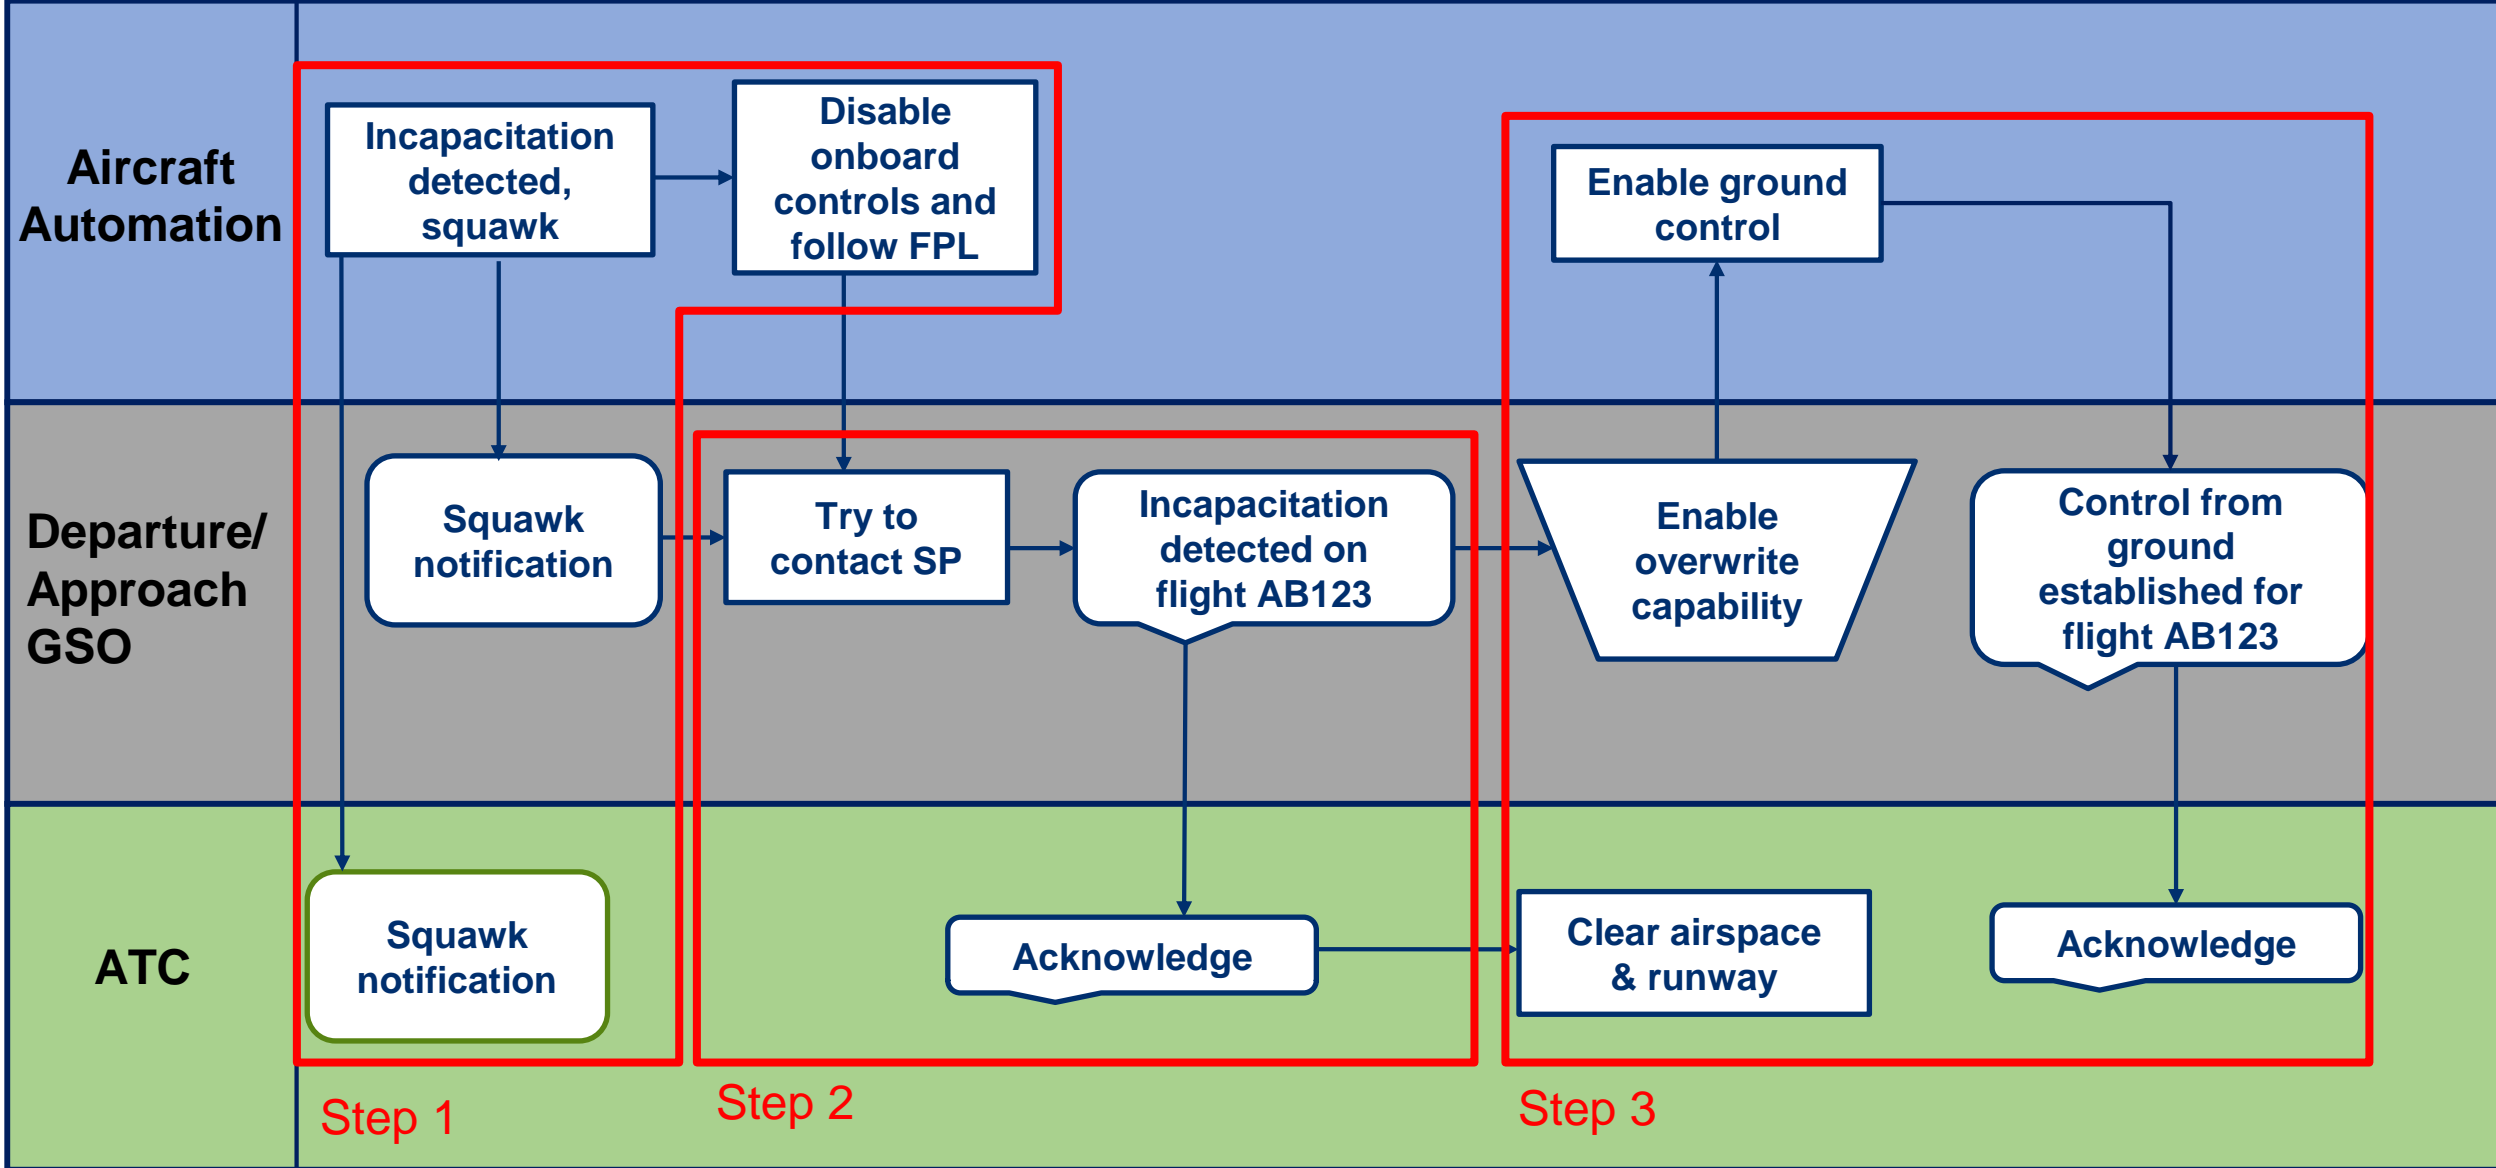 Aircraft
Automation
Incapacitation
detected,
squawk
Disable
onboard
controls and
follow FPL
Enable ground
control
Departure/
Approach
GSO
Squawk
notification
Try to
contact SP
Incapacitation
detected on
flight AB123
Enable
overwrite
capability
Control from
ground
established for
flight AB123
ATC
Squawk
notification
Acknowledge
Clear airspace
& runway
Acknowledge
Step 1
Step 2
Step 3